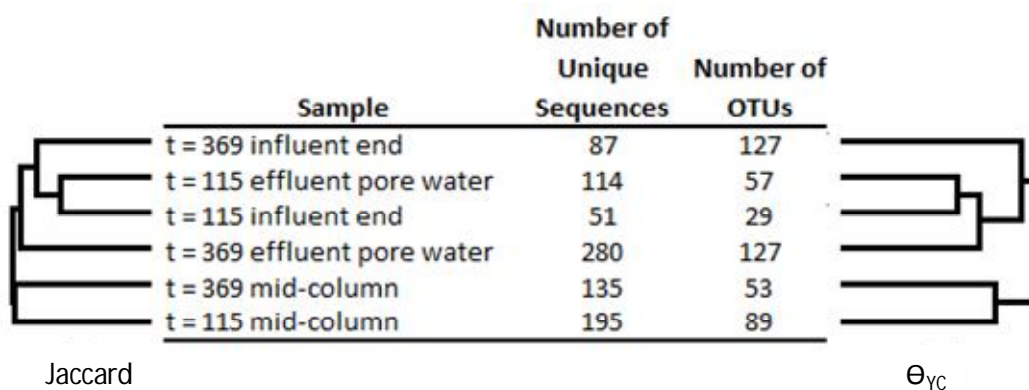 Number of
Unique Number of
Sample Sequences OTUs
t = 369 influent end 87 127
t = 115 effluent pore water 114 57
t = 115 influent end 51 29
t = 369 effluent pore water 280 127
t = 369 mid-column 135 53
t = 115 mid-column 195 89
Jaccard ϴYC